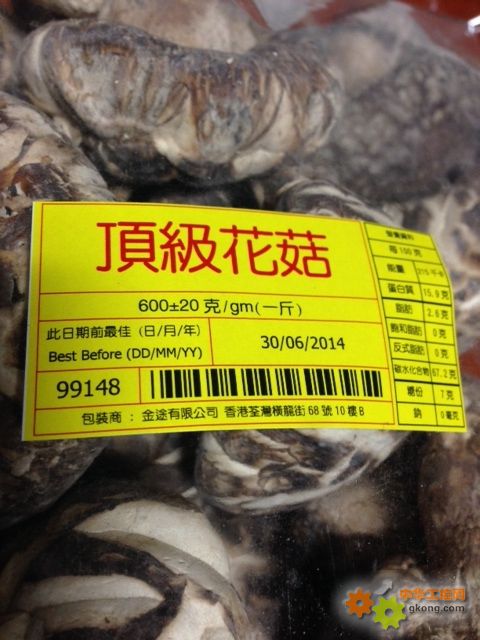 頂級花菇
600±20 克/gm(一斤)
此日期前最佳 (日/月/年)
Best Before (DD/MM/YY)
30/06/2014
99148
包裝商 : 金途有限公司 香港荃灣橫龍街 68 號 10 樓 B
營養資料
每 100 克
能量 215 千卡
蛋白質 15.9 克
脂肪 2.6 克
飽和脂肪 0 克
反式脂肪 0 克
碳水化合物 67.2 克
糖份 7 克
鈉 0 毫克
中华工控网
gkong.com